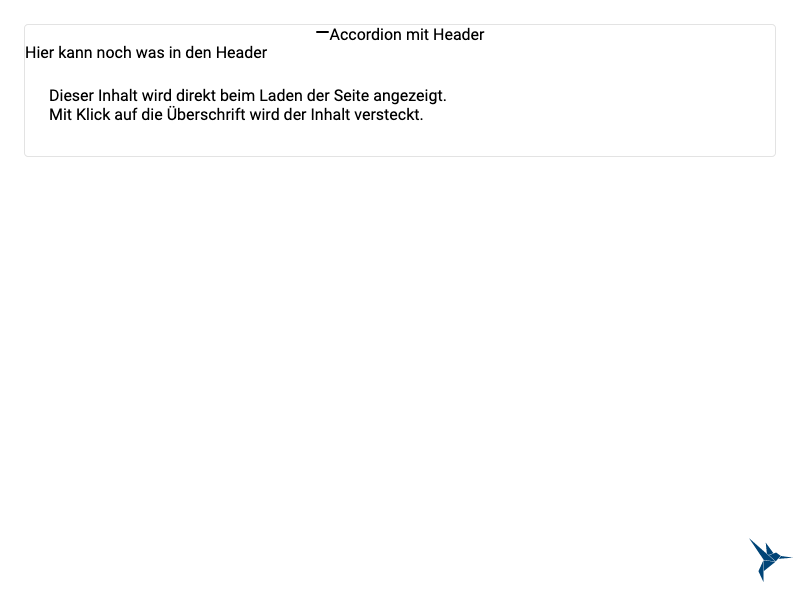 Accordion mit Header
Hier kann noch was in den Header
Dieser Inhalt wird direkt beim Laden der Seite angezeigt.
Mit Klick auf die Überschrift wird der Inhalt versteckt.